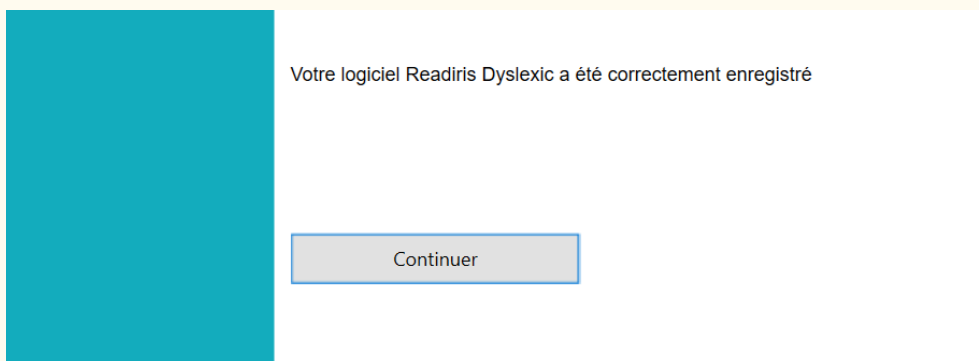 Votre logiciel Readiris Dyslexic a été correctement enregistré
Continuer